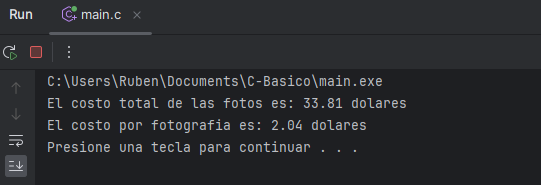 Run main.c
C:\Users\Ruben\Documents\C-Basico\main.exe
El costo total de las fotos es: 33.81 dolares
El costo por fotografia es: 2.04 dolares
Presione una tecla para continuar . . .